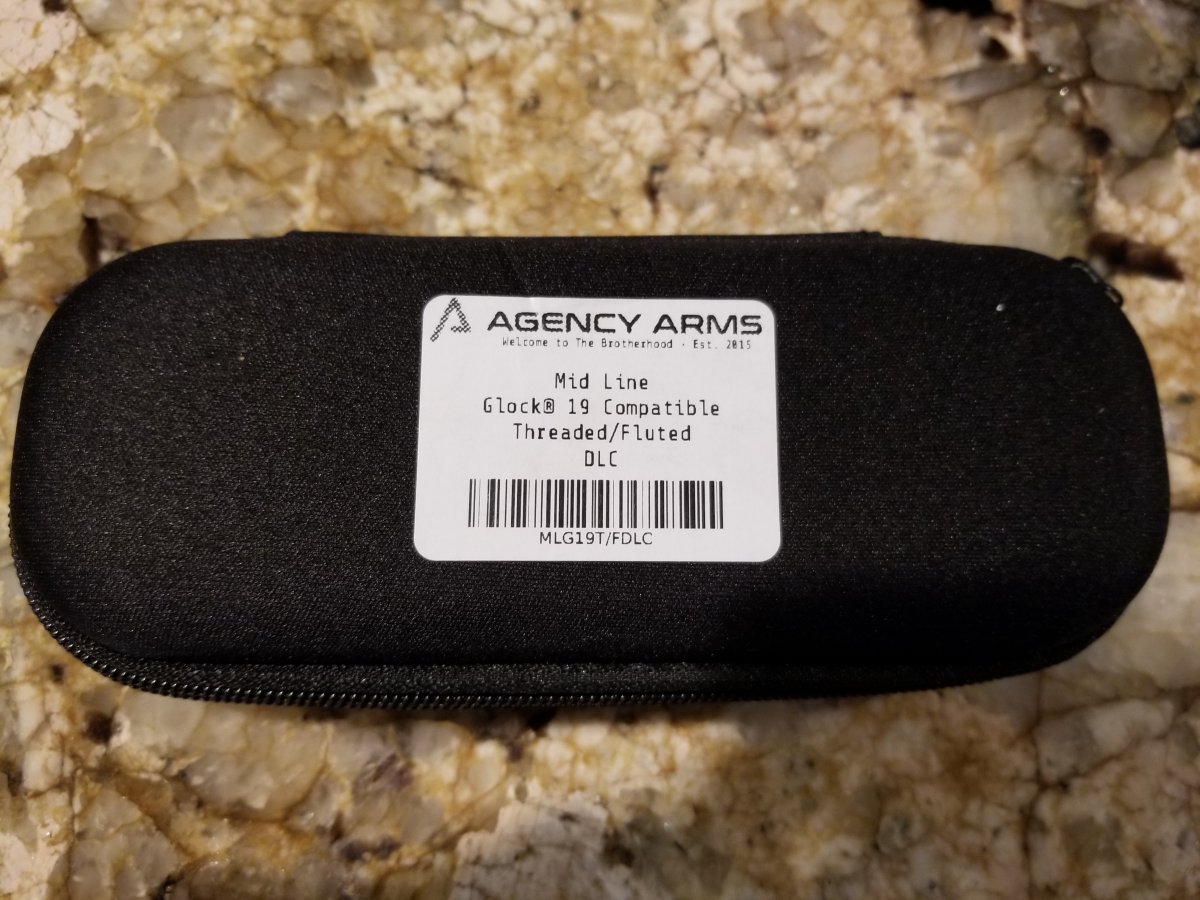 AGENCY ARMS
Welcome to The Brotherhood · Est. 2015
Mid Line
Glock® 19 Compatible
Threaded/Fluted
DLC
MLG19T/FDLC